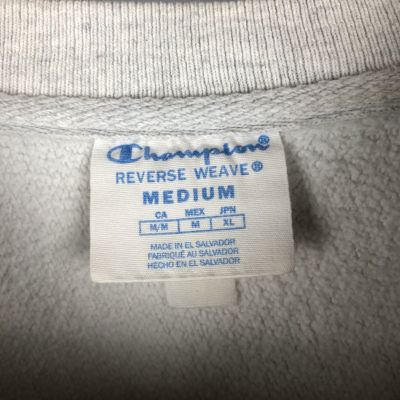 Champion®
REVERSE WEAVE®
MEDIUM
CA MEX JPN
M/M M XL
MADE IN EL SALVADOR
FABRIQUÉ AU SALVADOR
HECHO EN EL SALVADOR